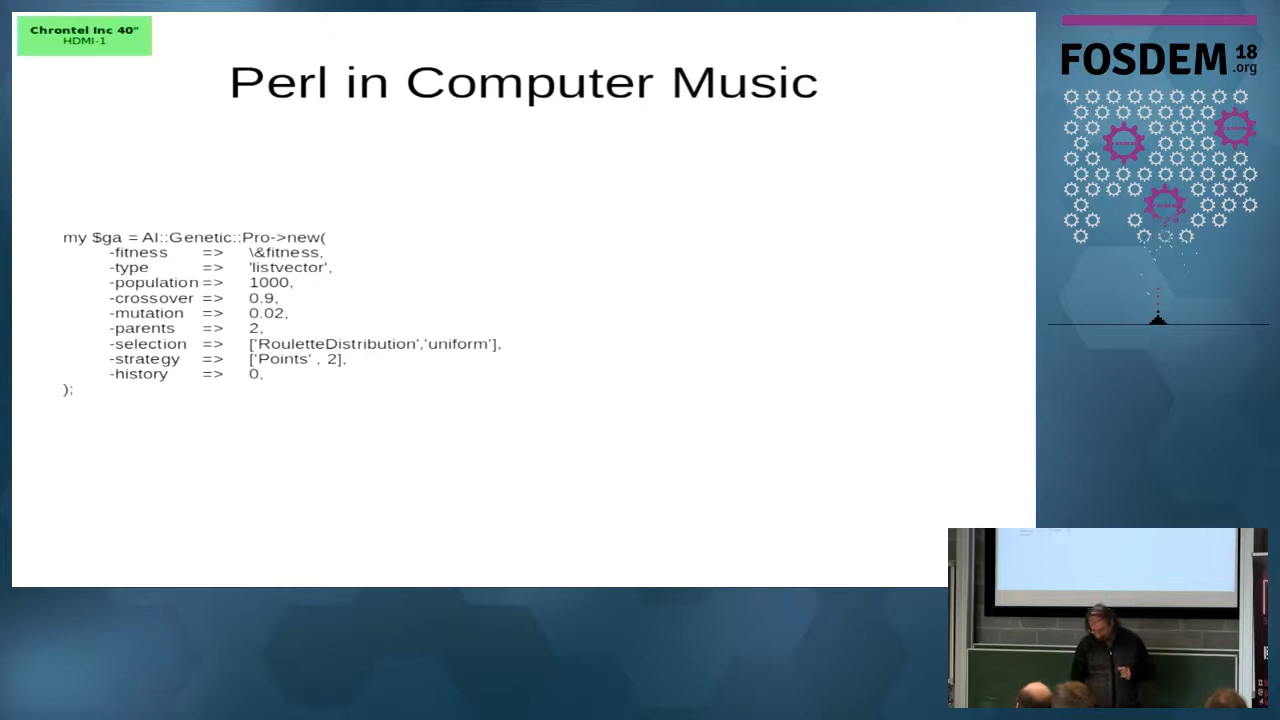 Chrontel Inc 40"
HDMI-1
Perl in Computer Music
my $ga = AI::Genetic::Pro->new(
-fitness => \&fitness,
-type => 'listvector',
-population => 1000,
-crossover => 0.9,
-mutation => 0.02,
-parents => 2,
-selection => ['RouletteDistribution','uniform'],
-strategy => ['Points' , 2],
-history => 0,
);
FOSDEM 18
.org